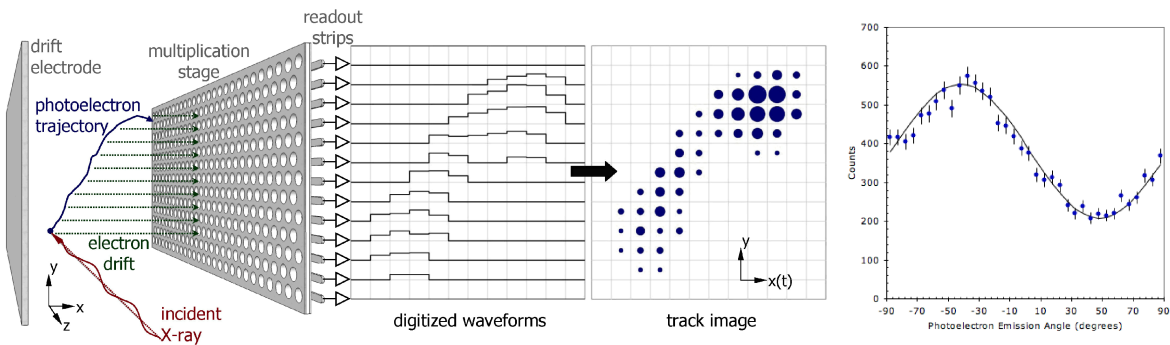 drift
electrode
multiplication
stage
readout
strips
photoelectron
trajectory
electron
drift
y
x
z
incident
X-ray
digitized waveforms
y
x(t)
track image
700
600
500
400
300
200
100
0
Counts
-90 -70 -50 -30 -10 10 30 50 70 90
Photoelectron Emission Angle (degrees)